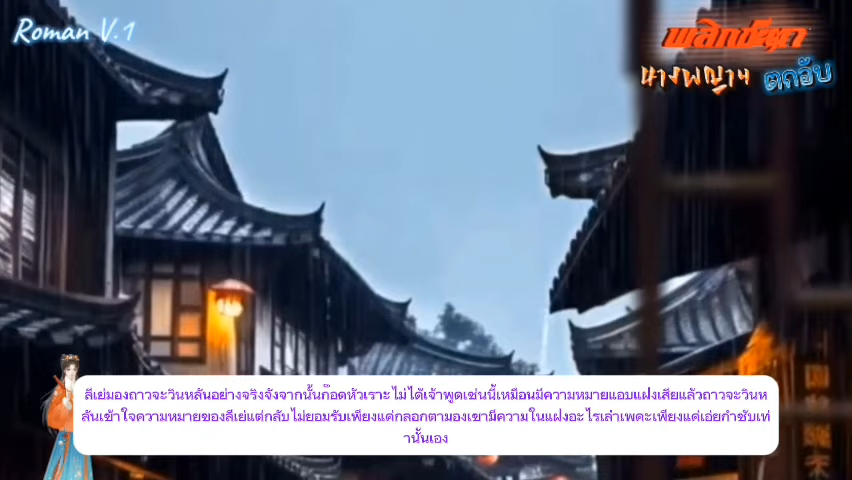 Roman V.1
พลิกชะตา
นางพญาฯ
ตกอับ
ลีเย่มองถาวจะวินหลันอย่างจริงจังจากนั้นก๊อดหัวเราะไม่ได้เจ้าพูดเช่นนี้เหมือนมีความหมายแอบแฝงเสียแล้วถาวจะวินห
ลันเข้าใจความหมายของลีเย่แต่กลับไม่ยอมรับเพียงแต่กลอกตามองเขามีความในแฝงอะไรเล่าเพคะเพียงแค่เอ่ยกำชับเท่
านั้นเอง